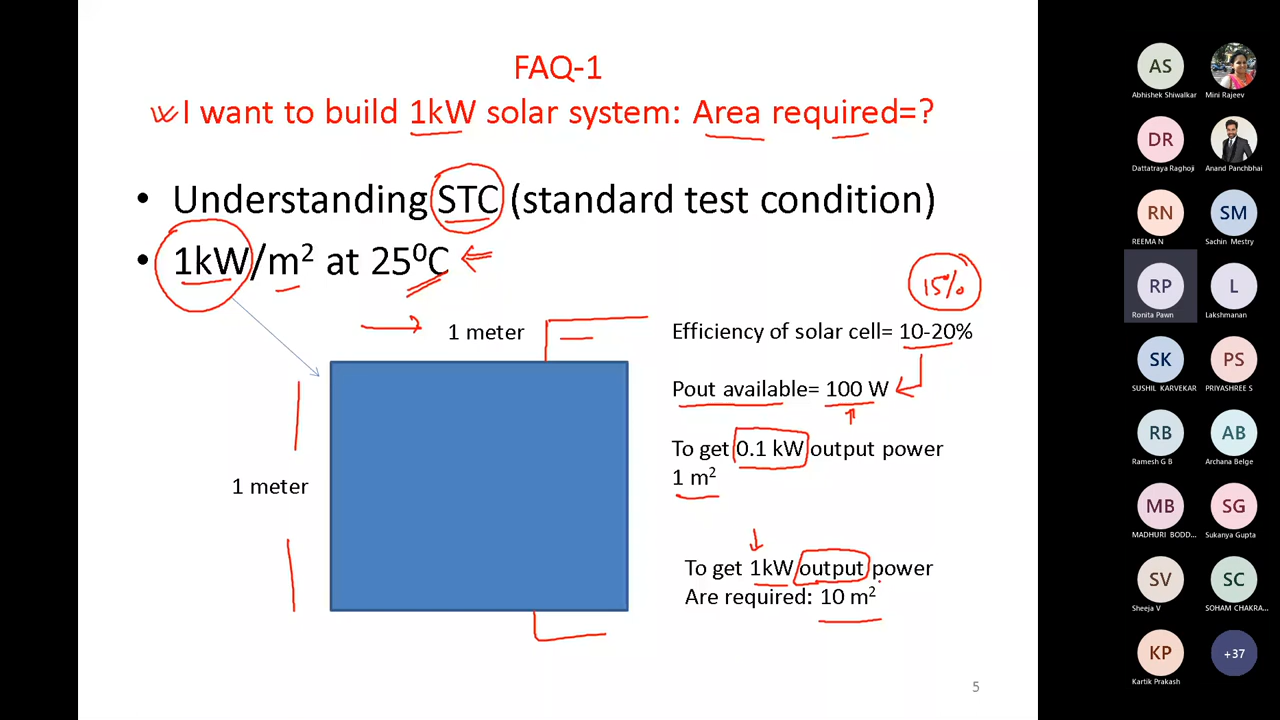 FAQ-1
I want to build 1kW solar system: Area required=?
• Understanding STC (standard test condition)
• 1kW/m² at 25⁰C
15%
1 meter
Efficiency of solar cell= 10-20%
Pout available= 100 W
To get 0.1 kW output power
1 m²
1 meter
To get 1kW output power
Are required: 10 m²
5
AS
Abhishek Shiwalkar
Mini Rajeev
DR
Dattatraya Raghoji
Anand Panchbhai
RN
REEMA N
SM
Sachin Mestry
RP
Ronita Pawn
L
Lakshmanan
SK
SUSHIL KARVEKAR
PS
PRIYASHREE S
RB
Ramesh G B
AB
Archana Belge
MB
MADHURI BODD...
SG
Sukanya Gupta
SV
Sheeja V
SC
SOHAM CHAKRA...
KP
Kartik Prakash
+37